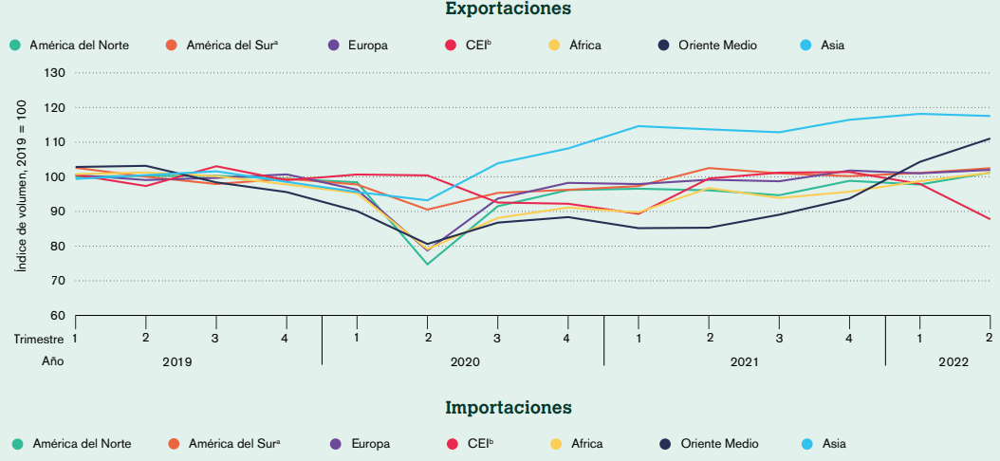 Exportaciones
América del Norte América del Surᵃ Europa CEIᵇ África Oriente Medio Asia
Índice de volumen, 2019 = 100
130
120
110
100
90
80
70
60
Trimestre 1 2 3 4 1 2 3 4 1 2 3 4 1 2
Año 2019 2020 2021 2022
Importaciones
América del Norte América del Surᵃ Europa CEIᵇ África Oriente Medio Asia